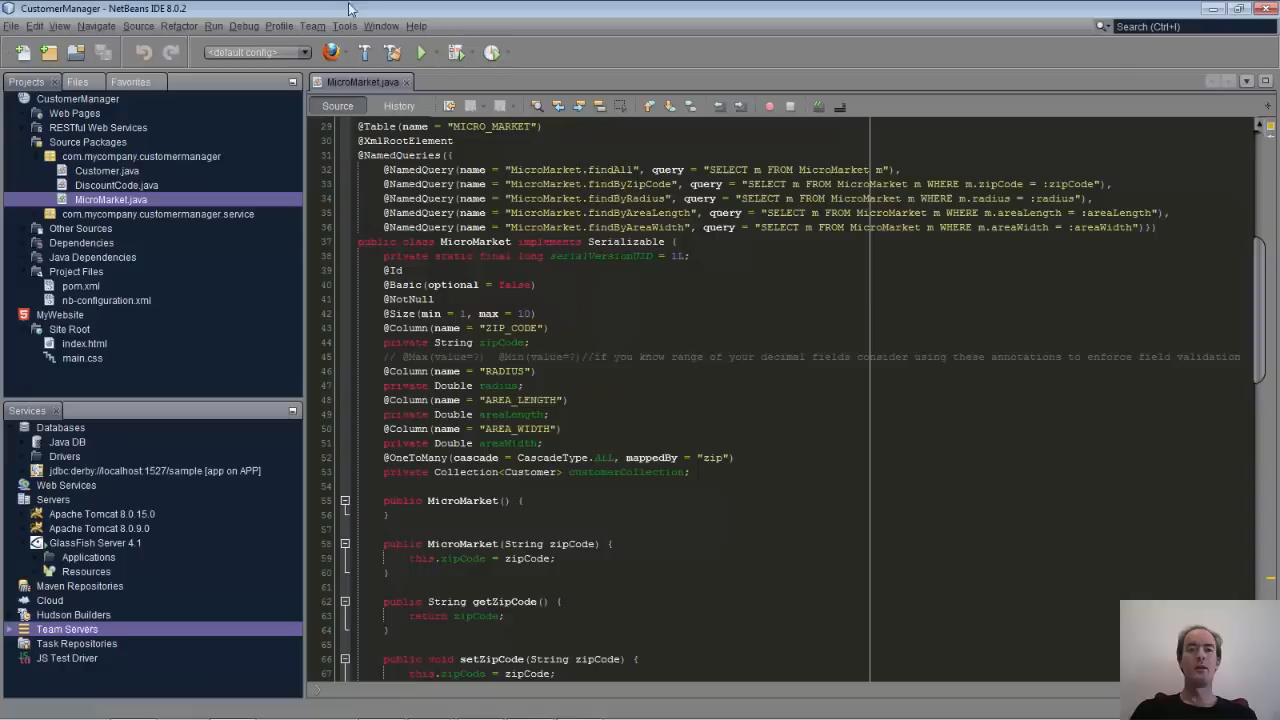 CustomerManager - NetBeans IDE 8.0.2
File Edit View Navigate Source Refactor Run Debug Profile Team Tools Window Help
Search (Ctrl+I)
<default config>
Projects Files Favorites
CustomerManager
Web Pages
RESTful Web Services
Source Packages
com.mycompany.customermanager
Customer.java
DiscountCode.java
MicroMarket.java
com.mycompany.customermanager.service
Other Sources
Dependencies
Java Dependencies
Project Files
pom.xml
nb-configuration.xml
MyWebsite
Site Root
index.html
main.css
Services
Databases
Java DB
Drivers
jdbc:derby://localhost:1527/sample [app on APP]
Web Services
Servers
Apache Tomcat 8.0.15.0
Apache Tomcat 8.0.9.0
GlassFish Server 4.1
Applications
Resources
Maven Repositories
Cloud
Hudson Builders
Team Servers
Task Repositories
JS Test Driver
MicroMarket.java
Source History
29 @Table(name = "MICRO_MARKET")
30 @XmlRootElement
31 @NamedQueries({
32 @NamedQuery(name = "MicroMarket.findAll", query = "SELECT m FROM MicroMarket m"),
33 @NamedQuery(name = "MicroMarket.findByZipCode", query = "SELECT m FROM MicroMarket m WHERE m.zipCode = :zipCode"),
34 @NamedQuery(name = "MicroMarket.findByRadius", query = "SELECT m FROM MicroMarket m WHERE m.radius = :radius"),
35 @NamedQuery(name = "MicroMarket.findByAreaLength", query = "SELECT m FROM MicroMarket m WHERE m.areaLength = :areaLength"),
36 @NamedQuery(name = "MicroMarket.findByAreaWidth", query = "SELECT m FROM MicroMarket m WHERE m.areaWidth = :areaWidth")})
37 public class MicroMarket implements Serializable {
38 private static final long serialVersionUID = 1L;
39 @Id
40 @Basic(optional = false)
41 @NotNull
42 @Size(min = 1, max = 10)
43 @Column(name = "ZIP_CODE")
44 private String zipCode;
45 // @Max(value=?) @Min(value=?)//if you know range of your decimal fields consider using these annotations to enforce field validation
46 @Column(name = "RADIUS")
47 private Double radius;
48 @Column(name = "AREA_LENGTH")
49 private Double areaLength;
50 @Column(name = "AREA_WIDTH")
51 private Double areaWidth;
52 @OneToMany(cascade = CascadeType.ALL, mappedBy = "zip")
53 private Collection<Customer> customerCollection;
54
55 public MicroMarket() {
56 }
57
58 public MicroMarket(String zipCode) {
59 this.zipCode = zipCode;
60 }
61
62 public String getZipCode() {
63 return zipCode;
64 }
65
66 public void setZipCode(String zipCode) {
67 this.zipCode = zipCode;